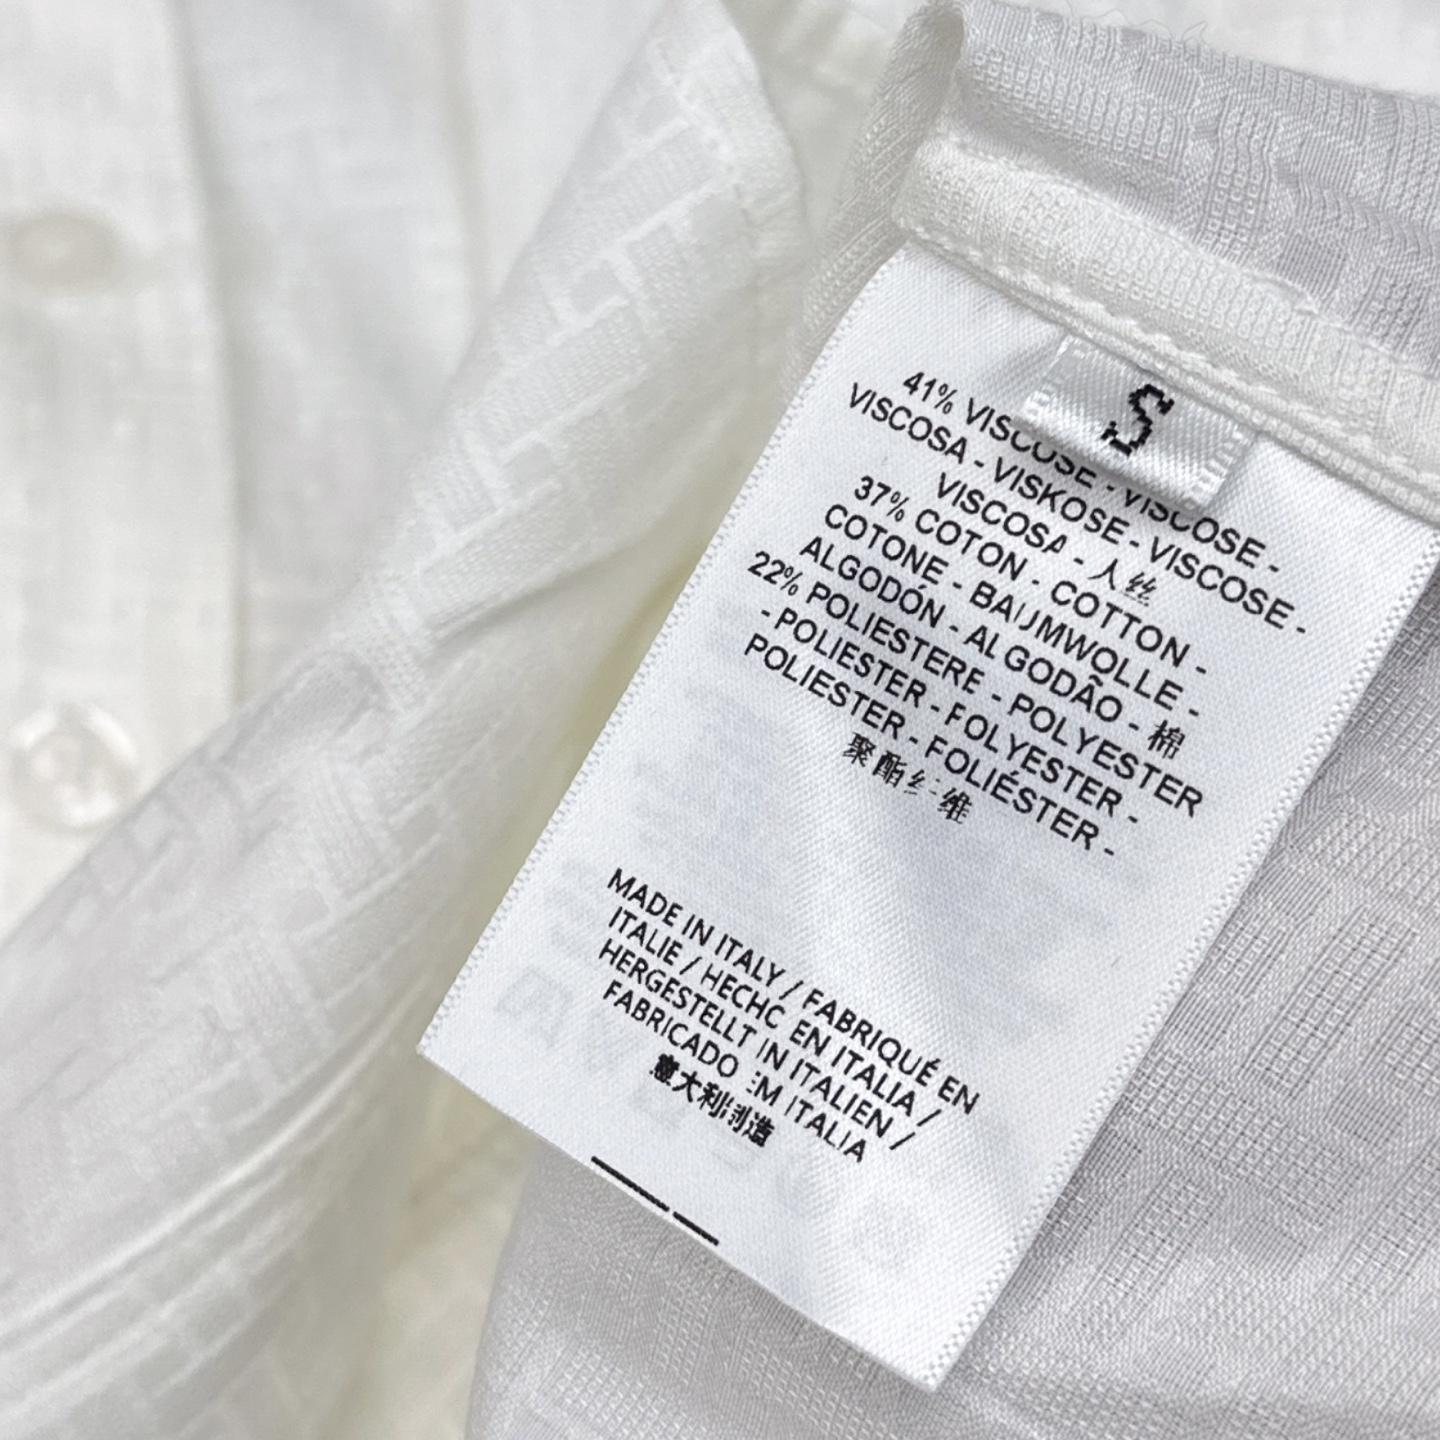 S
41% VISCOSE - VISCOSE -
VISCOSA - VISKOSE - VISCOSE -
VISCOSA - 人丝
37% COTON - COTTON -
COTONE - BAUMWOLLE -
ALGODÓN - ALGODÃO - 棉
22% POLIESTERE - POLYESTER
- POLIESTER - POLYESTER -
POLIESTER - POLIÉSTER -
聚酯纤维
MADE IN ITALY / FABRIQUÉ EN
ITALIE / HECHO EN ITALIA /
HERGESTELLT IN ITALIEN /
FABRICADO EM ITALIA
意大利制造